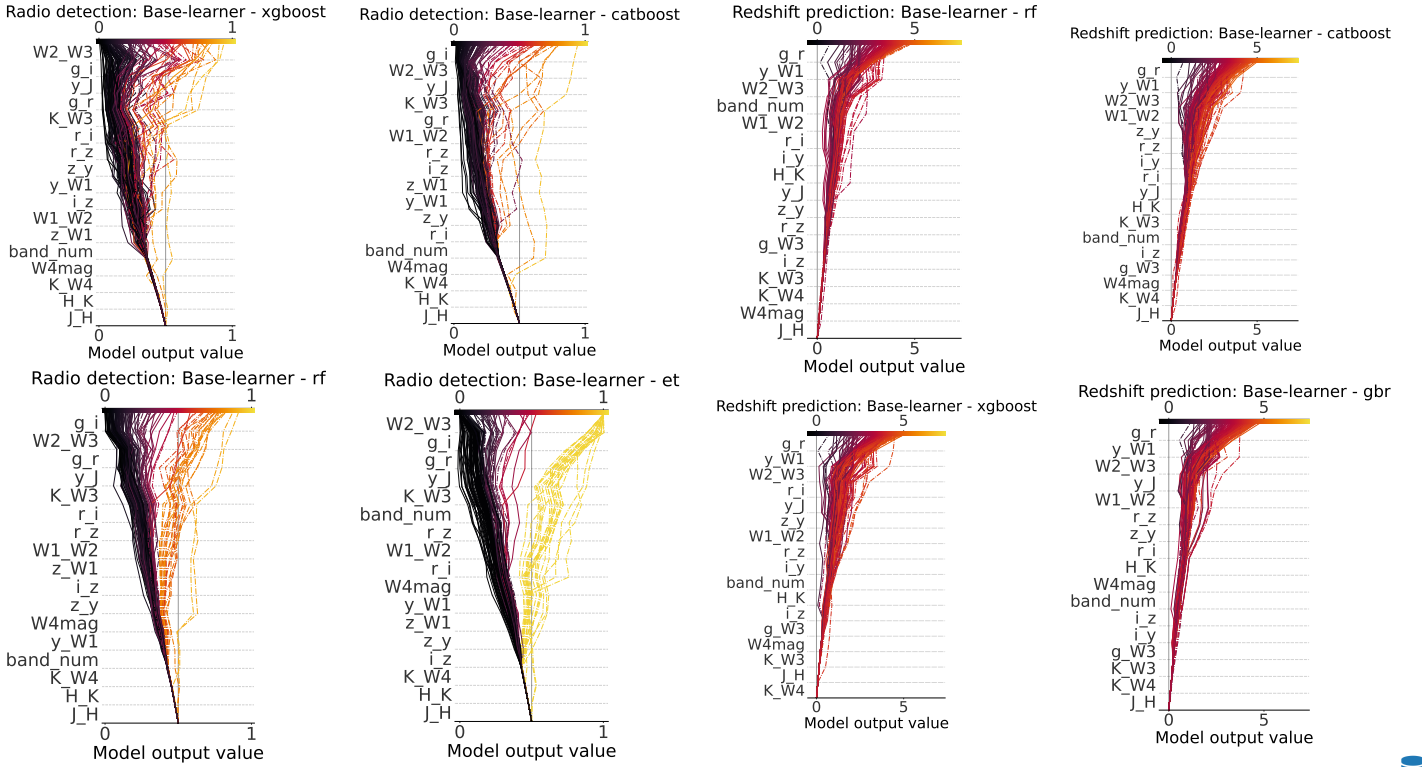 Radio detection: Base-learner - xgboost
0 1
W2_W3
g_i
y_J
g_r
K_W3
r_i
r_z
z_y
y_W1
i_z
W1_W2
z_W1
band_num
W4mag
K_W4
H_K
J_H
0 1
Model output value
Radio detection: Base-learner - catboost
0 1
g_i
W2_W3
y_J
K_W3
g_r
W1_W2
r_z
i_z
z_W1
y_W1
z_y
r_i
band_num
W4mag
K_W4
H_K
J_H
0 1
Model output value
Redshift prediction: Base-learner - rf
0 5
g_r
y_W1
W2_W3
band_num
W1_W2
r_i
i_y
H_K
y_J
z_y
r_z
g_W3
i_z
K_W3
K_W4
W4mag
J_H
0 5
Model output value
Redshift prediction: Base-learner - catboost
0 5
g_r
y_W1
W2_W3
W1_W2
z_y
r_z
i_y
r_i
y_J
H_K
K_W3
band_num
i_z
g_W3
W4mag
K_W4
J_H
0 5
Model output value
Radio detection: Base-learner - rf
0 1
g_i
W2_W3
g_r
y_J
K_W3
r_i
r_z
W1_W2
z_W1
i_z
z_y
W4mag
y_W1
band_num
K_W4
H_K
J_H
0 1
Model output value
Radio detection: Base-learner - et
0 1
W2_W3
g_i
g_r
y_J
K_W3
band_num
r_z
W1_W2
r_i
W4mag
y_W1
z_W1
z_y
i_z
K_W4
H_K
J_H
0 1
Model output value
Redshift prediction: Base-learner - xgboost
0 5
g_r
y_W1
W2_W3
r_i
y_J
z_y
W1_W2
r_z
i_y
band_num
H_K
i_z
g_W3
W4mag
K_W3
J_H
K_W4
0 5
Model output value
Redshift prediction: Base-learner - gbr
0 5
g_r
y_W1
W2_W3
y_J
W1_W2
r_z
z_y
r_i
H_K
W4mag
band_num
i_z
i_y
g_W3
K_W3
K_W4
J_H
0 5
Model output value